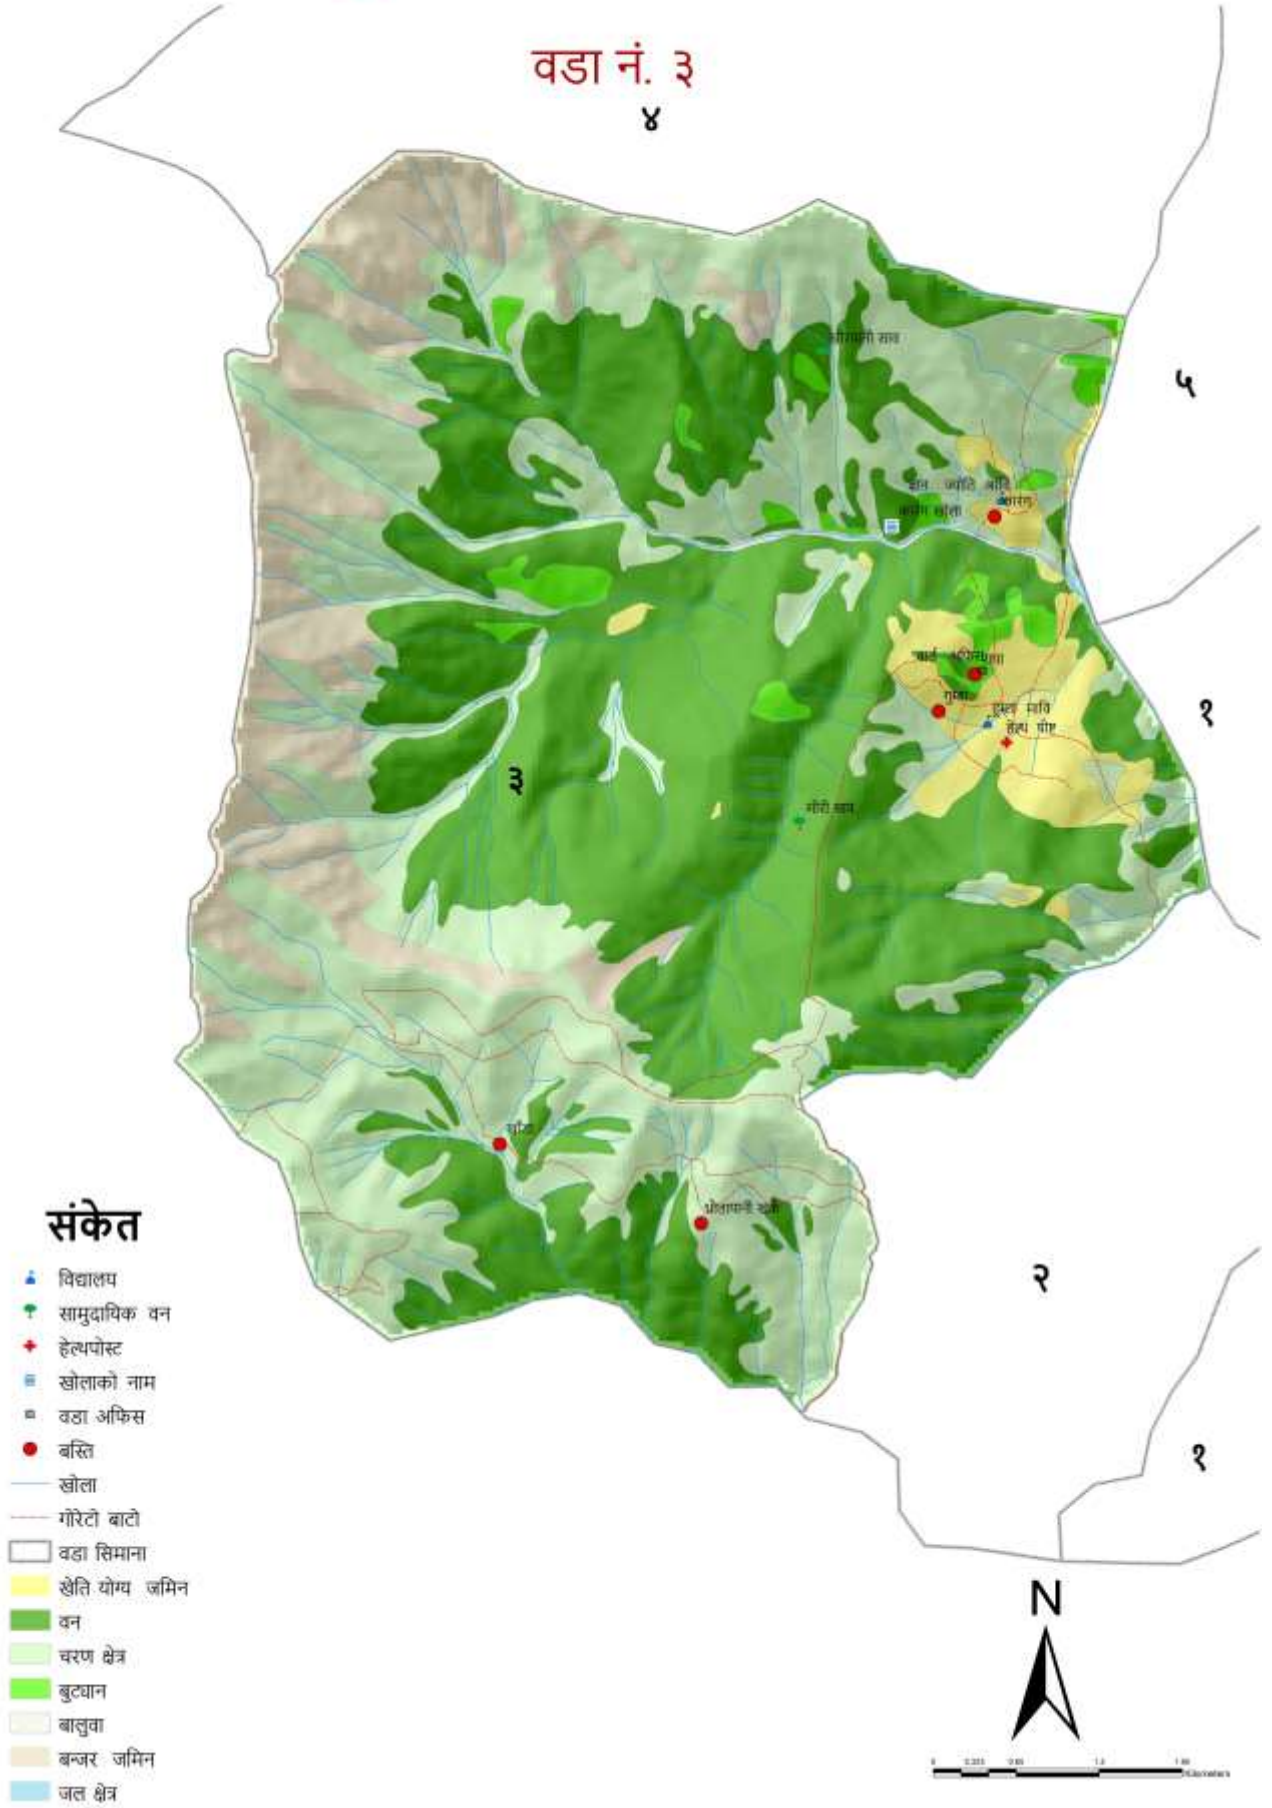 वडा नं. ३
४
५
१
३
२
१
गुम्बा
हेल्थ पोष्ट
संकेत
विद्यालय
सामुदायिक वन
हेल्थपोस्ट
खोलाको नाम
वडा अफिस
बस्ति
खोला
गोरेटो बाटो
वडा सिमाना
खेति योग्य जमिन
वन
चरण क्षेत्र
बुट्यान
बालुवा
बन्जर जमिन
जल क्षेत्र
N
Kilometers